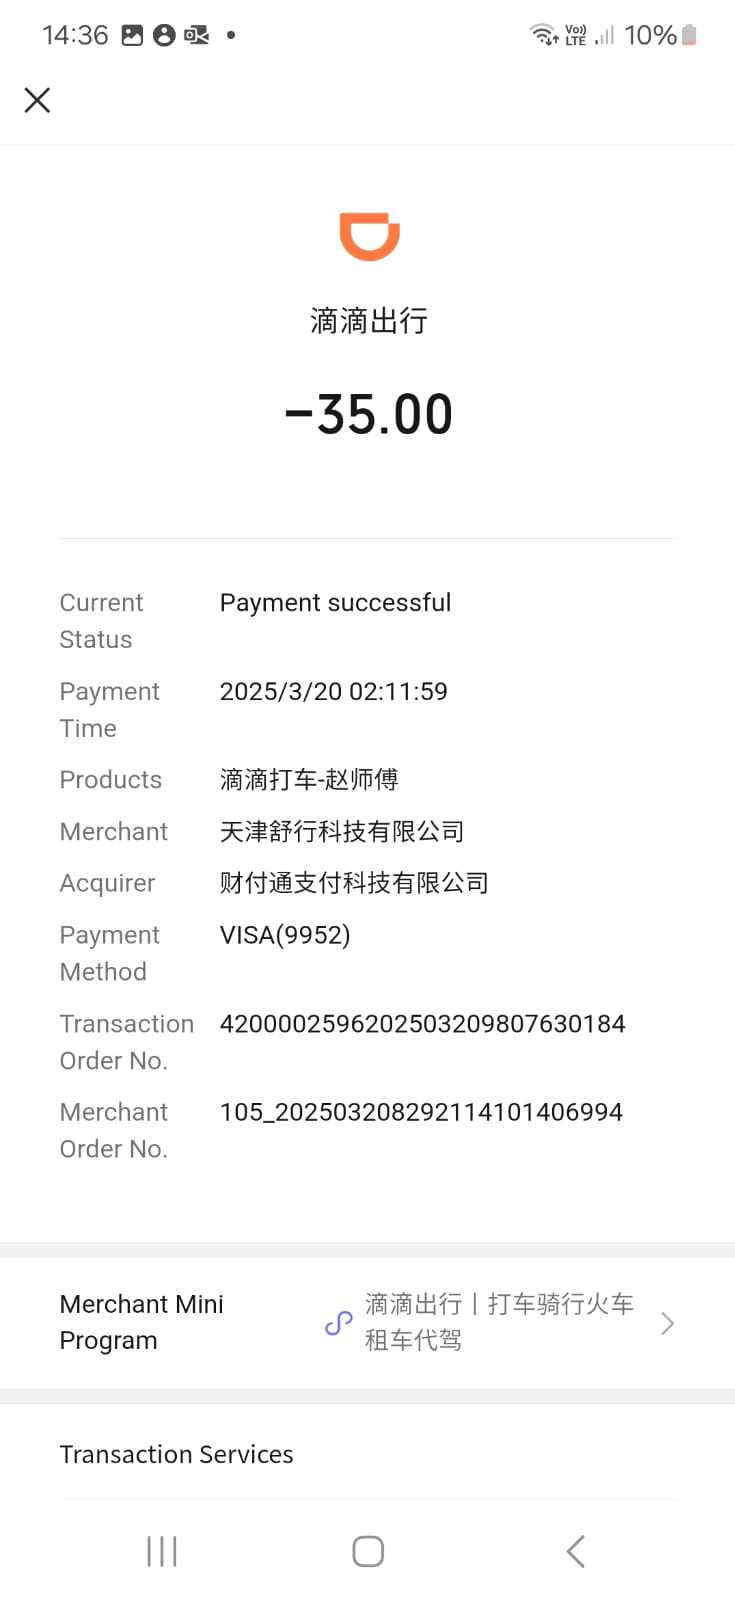 14:36
Vo))
LTE
10%
滴滴出行
-35.00
Current
Status
Payment successful
Payment
Time
2025/3/20 02:11:59
Products
滴滴打车-赵师傅
Merchant
天津舒行科技有限公司
Acquirer
财付通支付科技有限公司
Payment
Method
VISA(9952)
Transaction
Order No.
4200002596202503209807630184
Merchant
Order No.
105_202503208292114101406994
Merchant Mini
Program
滴滴出行丨打车骑行火车
租车代驾
Transaction Services